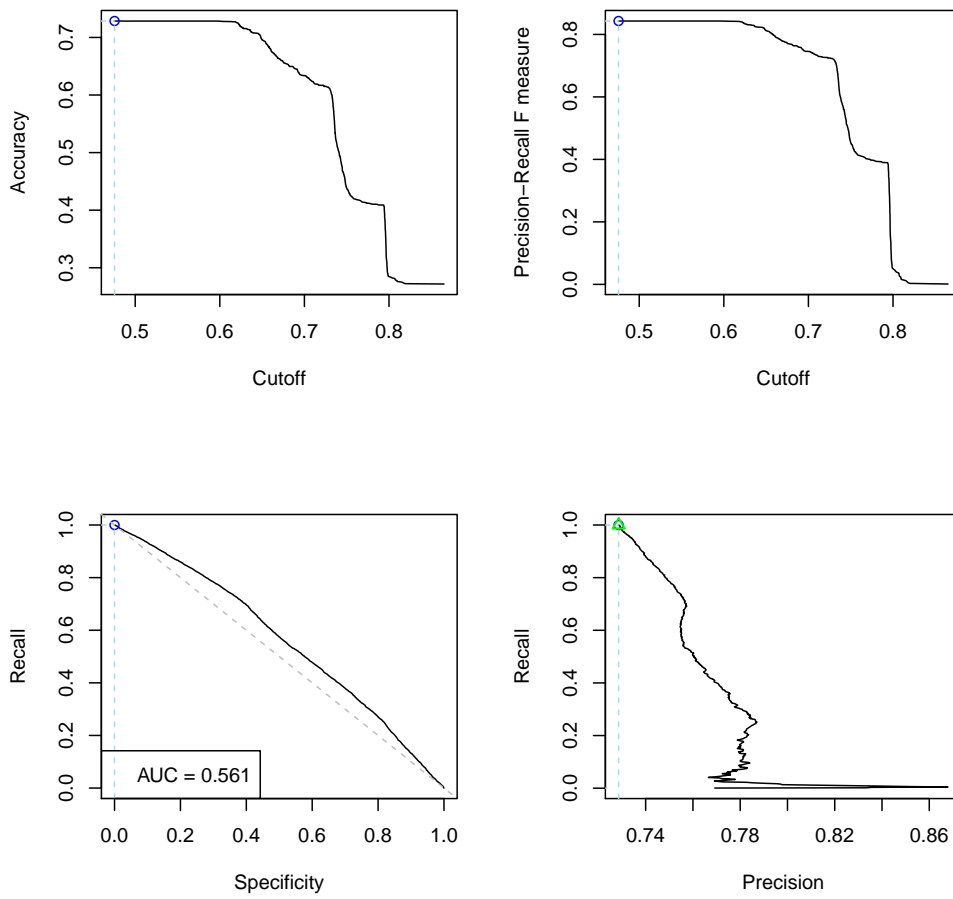 0.7
0.6
0.5
0.4
0.3
Accuracy
0.5 0.6 0.7 0.8
Cutoff
0.8
0.6
0.4
0.2
0.0
Precision−Recall F measure
0.5 0.6 0.7 0.8
Cutoff
1.0
0.8
0.6
0.4
0.2
0.0
Recall
AUC = 0.561
0.0 0.2 0.4 0.6 0.8 1.0
Specificity
1.0
0.8
0.6
0.4
0.2
0.0
Recall
0.74 0.78 0.82 0.86
Precision